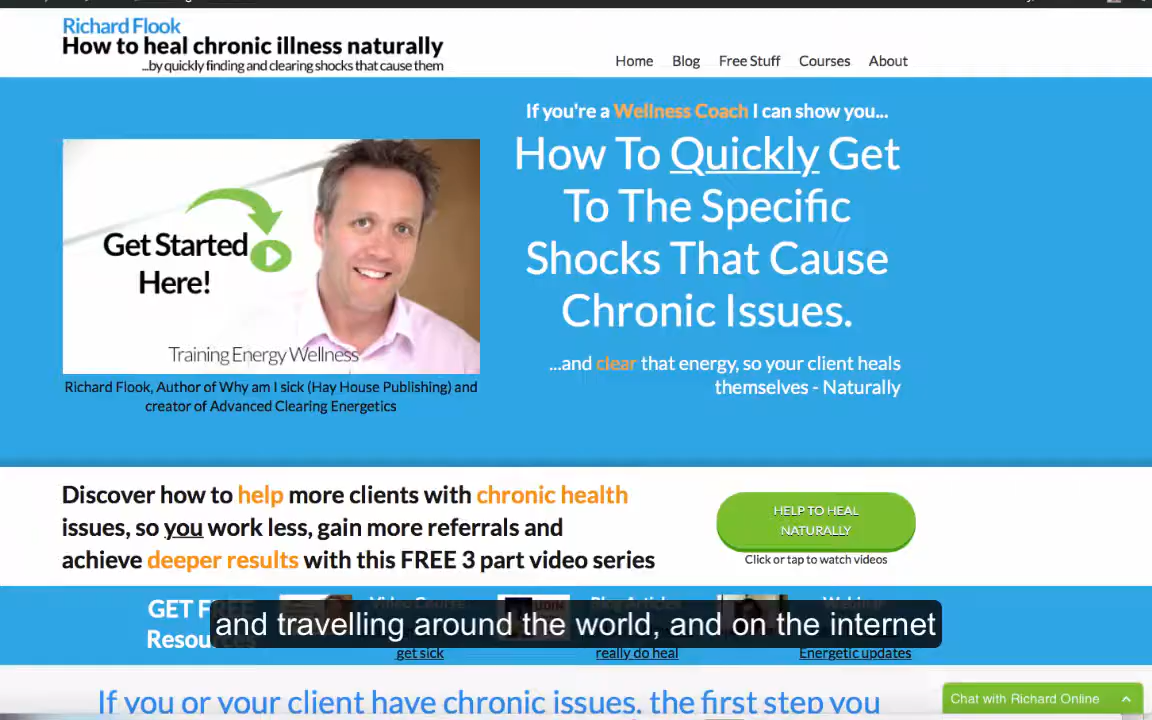 Richard Flook
How to heal chronic illness naturally
...by quickly finding and clearing shocks that cause them
Home Blog Free Stuff Courses About
If you're a Wellness Coach I can show you...
How To Quickly Get
To The Specific
Shocks That Cause
Chronic Issues.
...and clear that energy, so your client heals
themselves - Naturally
Get Started
Here!
Training Energy Wellness
Richard Flook, Author of Why am I sick (Hay House Publishing) and
creator of Advanced Clearing Energetics
Discover how to help more clients with chronic health
issues, so you work less, gain more referrals and
achieve deeper results with this FREE 3 part video series
HELP TO HEAL
NATURALLY
Click or tap to watch videos
GET
Video Course Blog Articles Webinar
and travelling around the world, and on the internet
get sick really do heal Energetic updates
If you or your client have chronic issues, the first step you
Chat with Richard Online